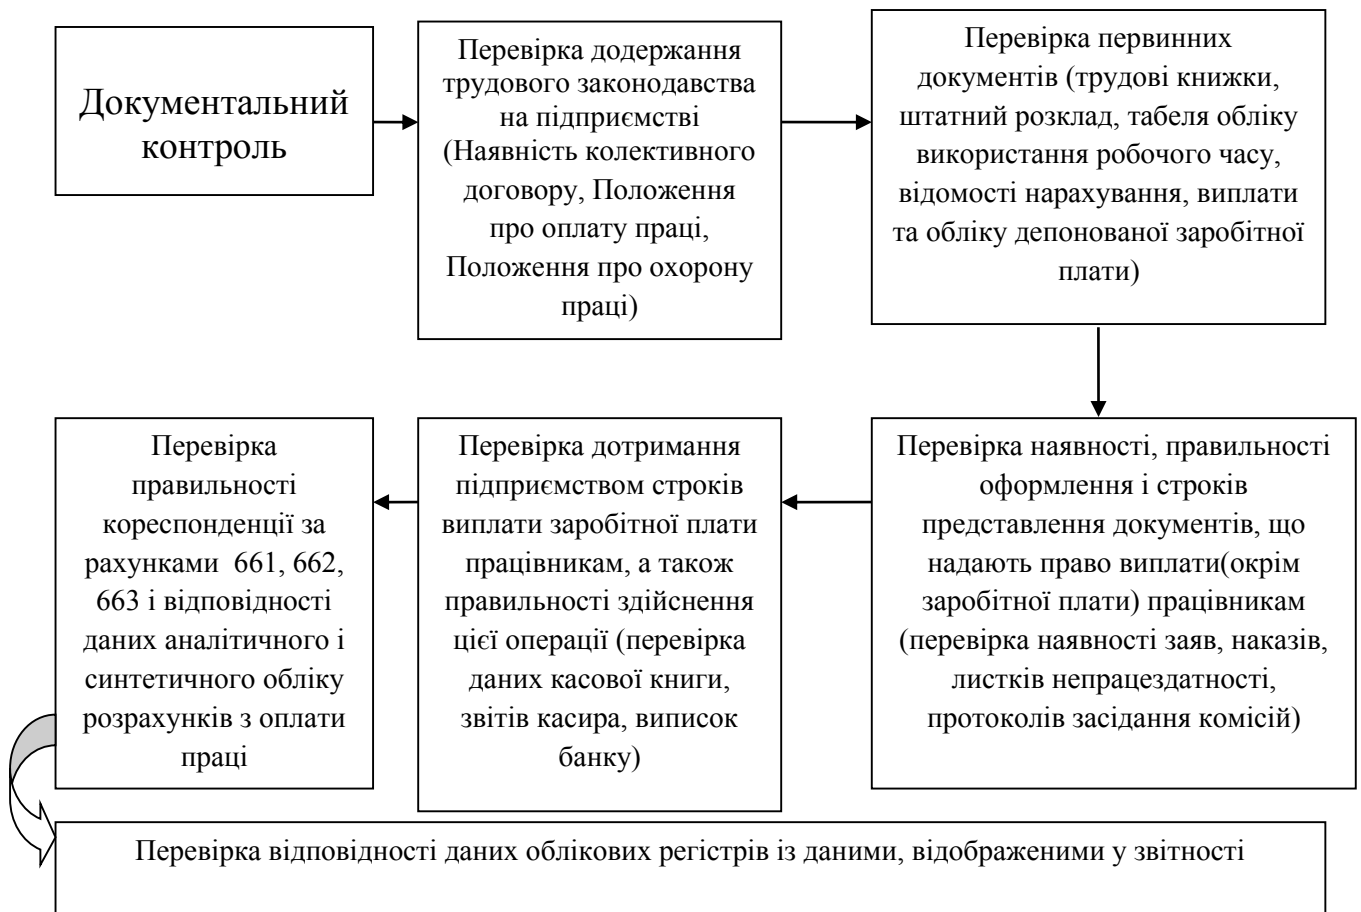 Документальний
контроль
Перевірка додержання
трудового законодавства
на підприємстві
(Наявність колективного
договору, Положення
про оплату праці,
Положення про охорону
праці)
Перевірка первинних
документів (трудові книжки,
штатний розклад, табеля обліку
використання робочого часу,
відомості нарахування, виплати
та обліку депонованої заробітної
плати)
Перевірка наявності, правильності
оформлення і строків
представлення документів, що
надають право виплати(окрім
заробітної плати) працівникам
(перевірка наявності заяв, наказів,
листків непрацездатності,
протоколів засідання комісій)
Перевірка дотримання
підприємством строків
виплати заробітної плати
працівникам, а також
правильності здійснення
цієї операції (перевірка
даних касової книги,
звітів касира, виписок
банку)
Перевірка
правильності
кореспонденції за
рахунками 661, 662,
663 і відповідності
даних аналітичного і
синтетичного обліку
розрахунків з оплати
праці
Перевірка відповідності даних облікових регістрів із даними, відображеними у звітності